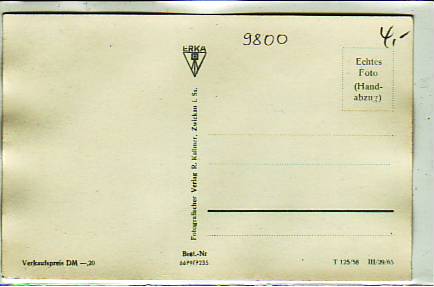 9800
4,-
ERKA
Echtes
Foto
(Hand-
abzug)
Fotografischer Verlag R. Kallmer, Zwickau i. Sa.
Best.-Nr
Verkaufspreis DM —,20
T 125/58 III/29/65